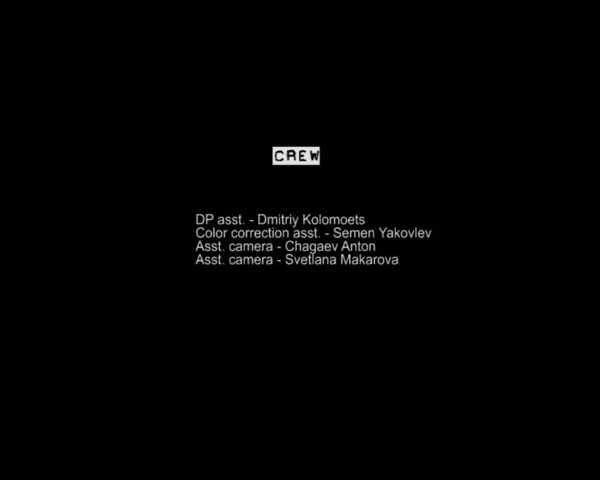 CREW
DP asst. - Dmitriy Kolomoets
Color correction asst. - Semen Yakovlev
Asst. camera - Chagaev Anton
Asst. camera - Svetlana Makarova